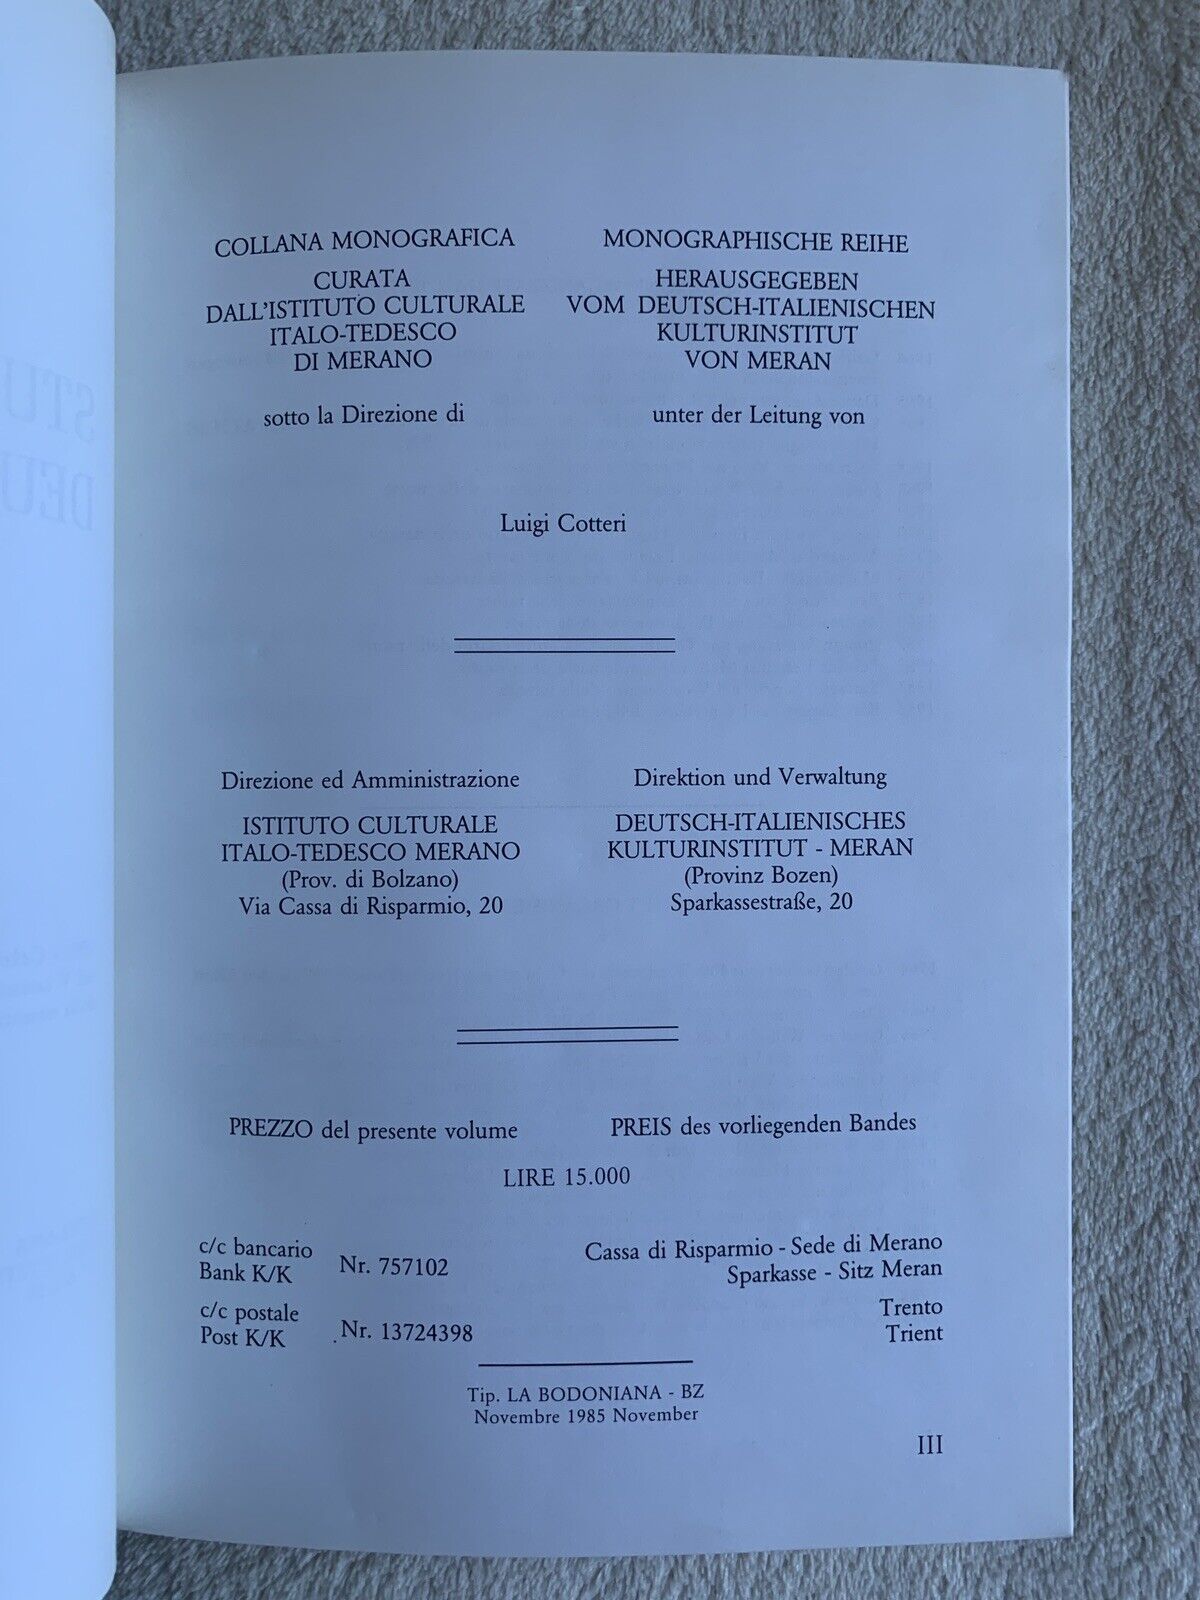 COLLANA MONOGRAFICA
CURATA
DALL'ISTITUTO CULTURALE
ITALO-TEDESCO
DI MERANO
sotto la Direzione di
MONOGRAPHISCHE REIHE
HERAUSGEGEBEN
VOM DEUTSCH-ITALIENISCHEN
KULTURINSTITUT
VON MERAN
unter der Leitung von
Luigi Cotteri
Direzione ed Amministrazione
ISTITUTO CULTURALE
ITALO-TEDESCO MERANO
(Prov. di Bolzano)
Via Cassa di Risparmio, 20
Direktion und Verwaltung
DEUTSCH-ITALIENISCHES
KULTURINSTITUT - MERAN
(Provinz Bozen)
Sparkassestraße, 20
PREZZO del presente volume
PREIS des vorliegenden Bandes
LIRE 15.000
c/c bancario
Bank K/K
Nr. 757102
Cassa di Risparmio - Sede di Merano
Sparkasse - Sitz Meran
c/c postale
Post K/K
Nr. 13724398
Trento
Trient
Tip. LA BODONIANA - BZ
Novembre 1985 November
III